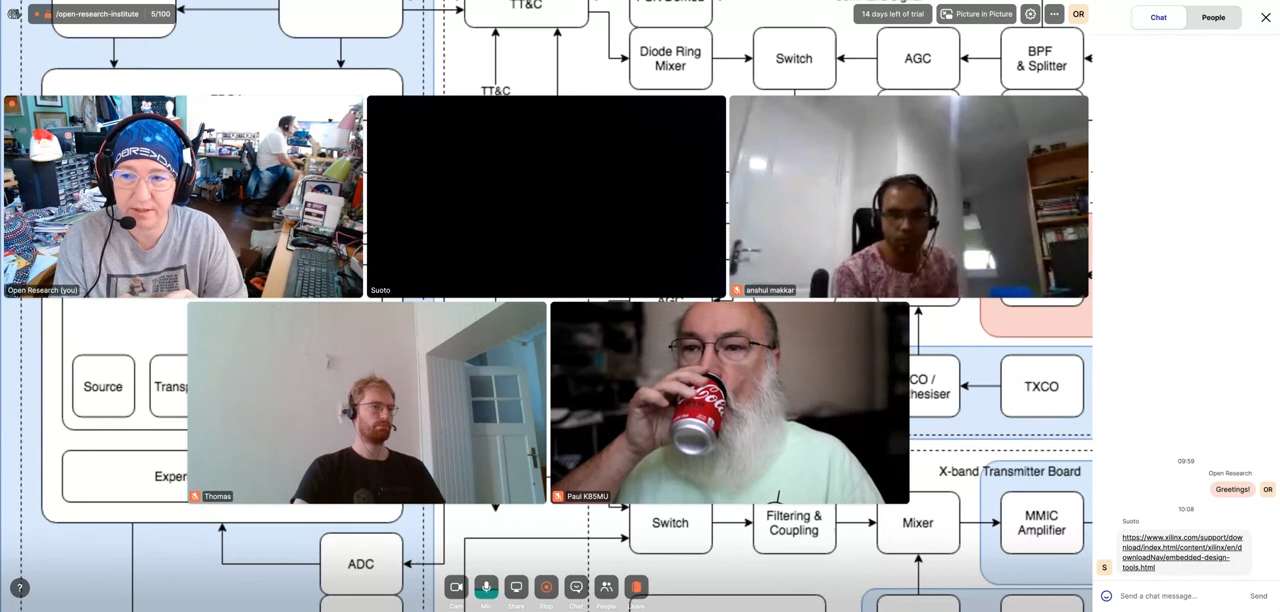 /open-research-institute 5/100
14 days left of trial
Picture in Picture
OR
Chat
People
TT&C
Diode Ring
Mixer
Switch
AGC
BPF
& Splitter
TT&C
Open Research (you)
Suoto
anshul makkar
Source
TXCO
Thomas
Paul KB5MU
X-band Transmitter Board
Switch
Filtering &
Coupling
Mixer
MMIC
Amplifier
ADC
Cam
Mic
Share
Stop
Chat
People
Leave
?
09:59
Open Research
Greetings!
OR
10:08
Suoto
https://www.xilinx.com/support/dow
nload/index.html/content/xilinx/en/d
ownloadNav/embedded-design-
tools.html
S
Send a chat message...
Send